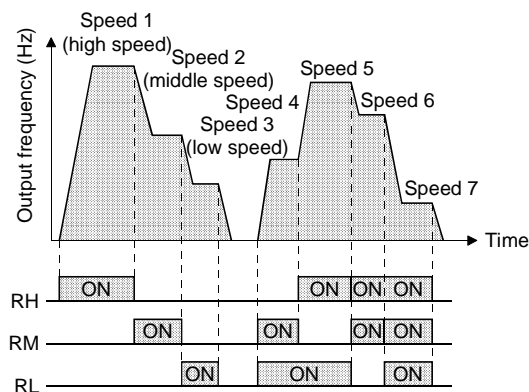 Output frequency (Hz)
Speed 1
(high speed)
Speed 2
(middle speed)
Speed 3
(low speed)
Speed 4
Speed 5
Speed 6
Speed 7
Time
RH ON ON ON ON
RM ON ON ON ON
RL ON ON ON